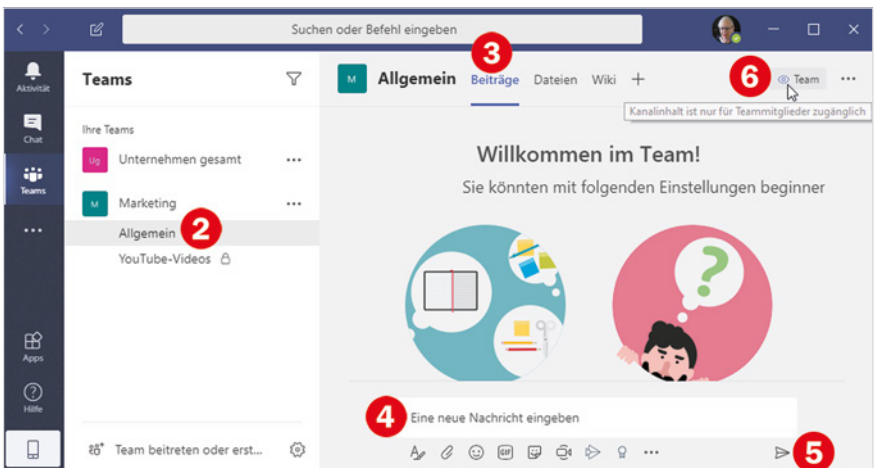 Suchen oder Befehl eingeben
Aktivität
Chat
Teams
Apps
Hilfe
Teams
Ihre Teams
Ug Unternehmen gesamt
M Marketing
Allgemein 2
YouTube-Videos
Team beitreten oder erst...
3
M Allgemein Beiträge Dateien Wiki + 6 Team
Kanalinhalt ist nur für Teammitglieder zugänglich
Willkommen im Team!
Sie könnten mit folgenden Einstellungen beginner
4 Eine neue Nachricht eingeben
GIF
5